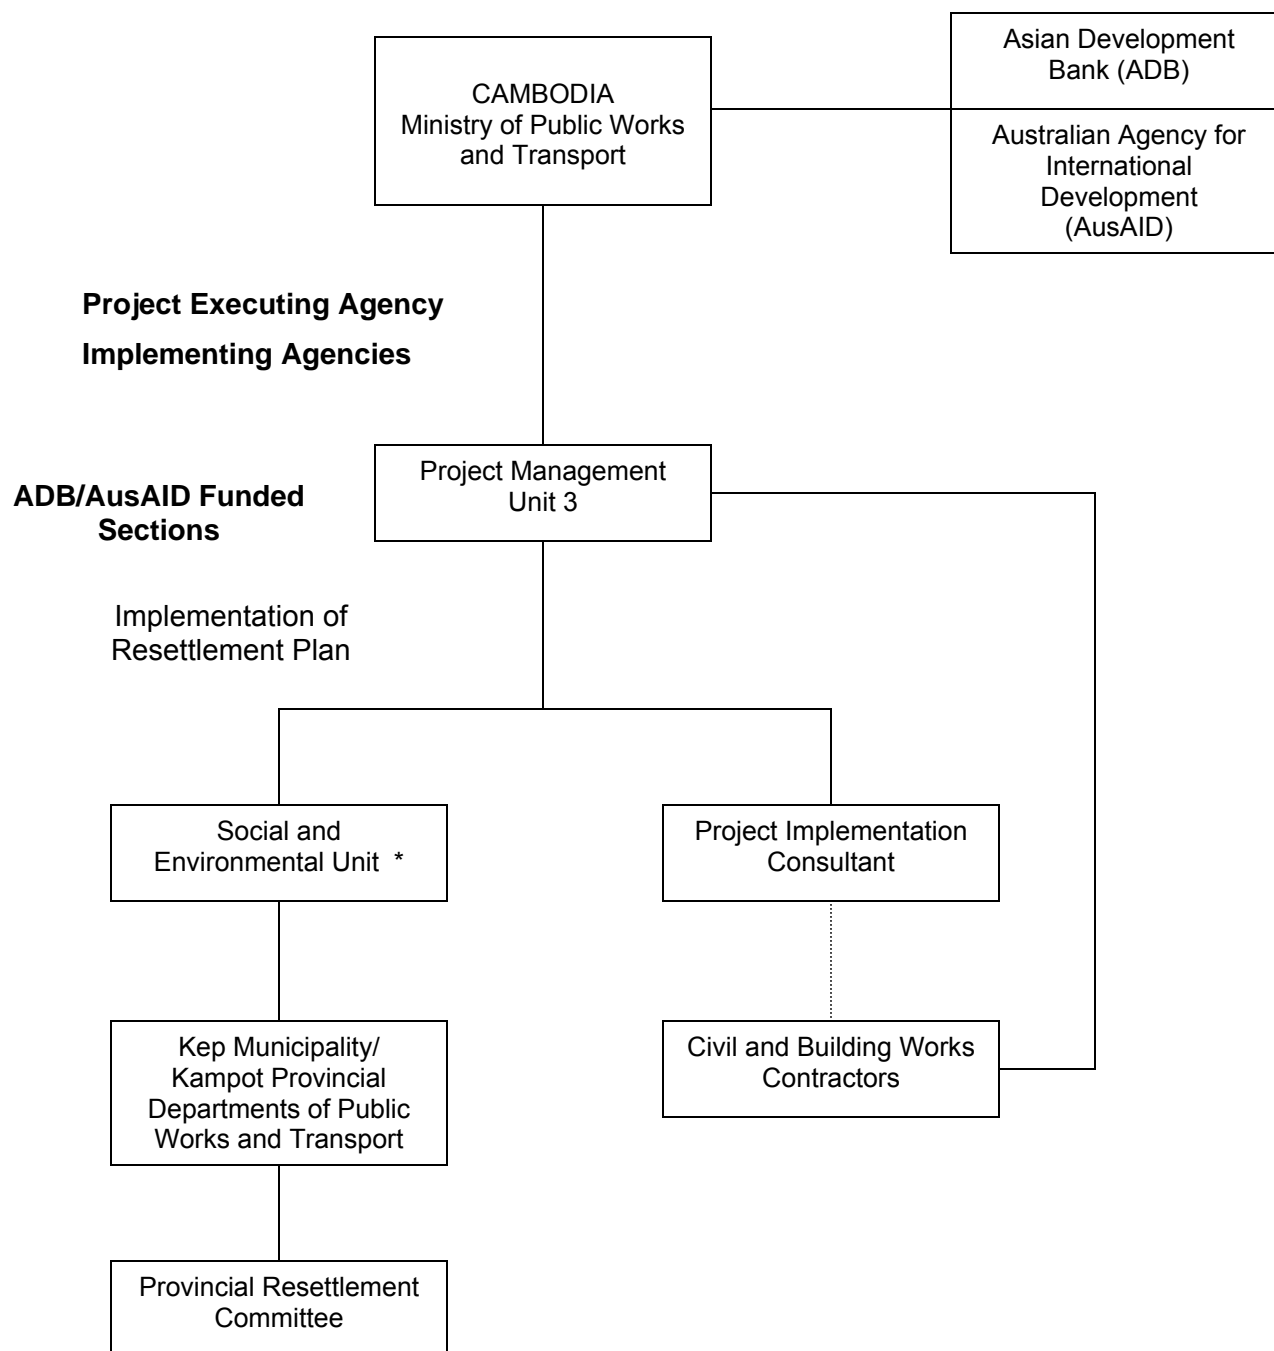 Asian Development
Bank (ADB)
CAMBODIA
Ministry of Public Works
and Transport
Australian Agency for
International
Development
(AusAID)
Project Executing Agency
Implementing Agencies
Project Management
Unit 3
ADB/AusAID Funded
Sections
Implementation of
Resettlement Plan
Social and
Environmental Unit *
Project Implementation
Consultant
Kep Municipality/
Kampot Provincial
Departments of Public
Works and Transport
Civil and Building Works
Contractors
Provincial Resettlement
Committee